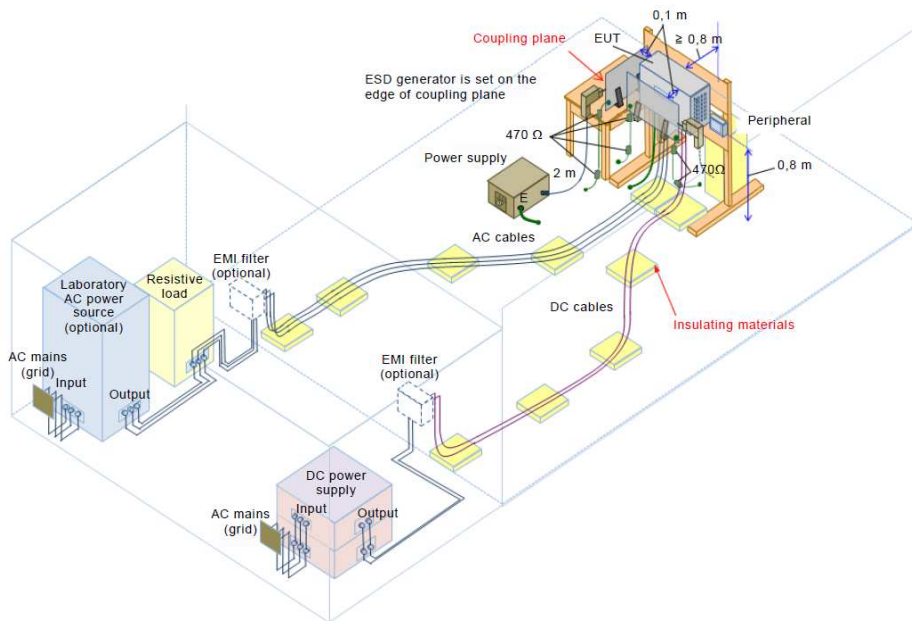 0,1 m
EUT
≧ 0,8 m
Coupling plane
ESD generator is set on the
edge of coupling plane
Peripheral
470 Ω
Power supply
2 m
470Ω
0,8 m
E
AC cables
EMI filter
(optional)
Laboratory
AC power
source
(optional)
Resistive
load
DC cables
Insulating materials
AC mains
(grid)
Input
Output
EMI filter
(optional)
DC power
supply
Input
Output
AC mains
(grid)